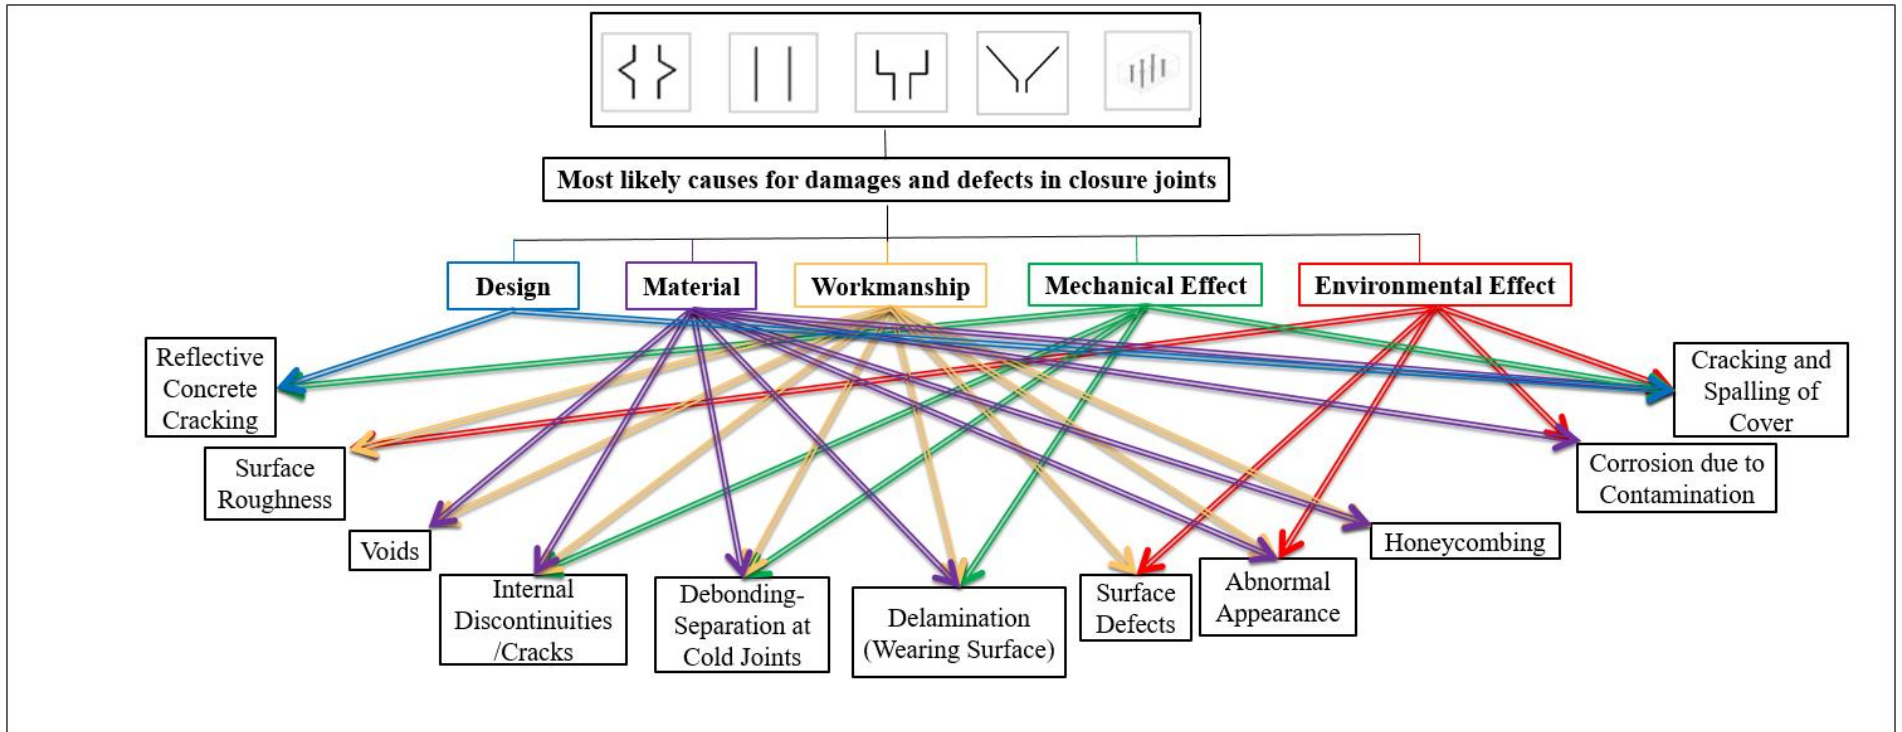 Most likely causes for damages and defects in closure joints
Design
Material
Workmanship
Mechanical Effect
Environmental Effect
Reflective
Concrete
Cracking
Cracking and
Spalling of
Cover
Surface
Roughness
Corrosion due to
Contamination
Voids
Honeycombing
Internal
Discontinuities
/Cracks
Debonding-
Separation at
Cold Joints
Delamination
(Wearing Surface)
Surface
Defects
Abnormal
Appearance